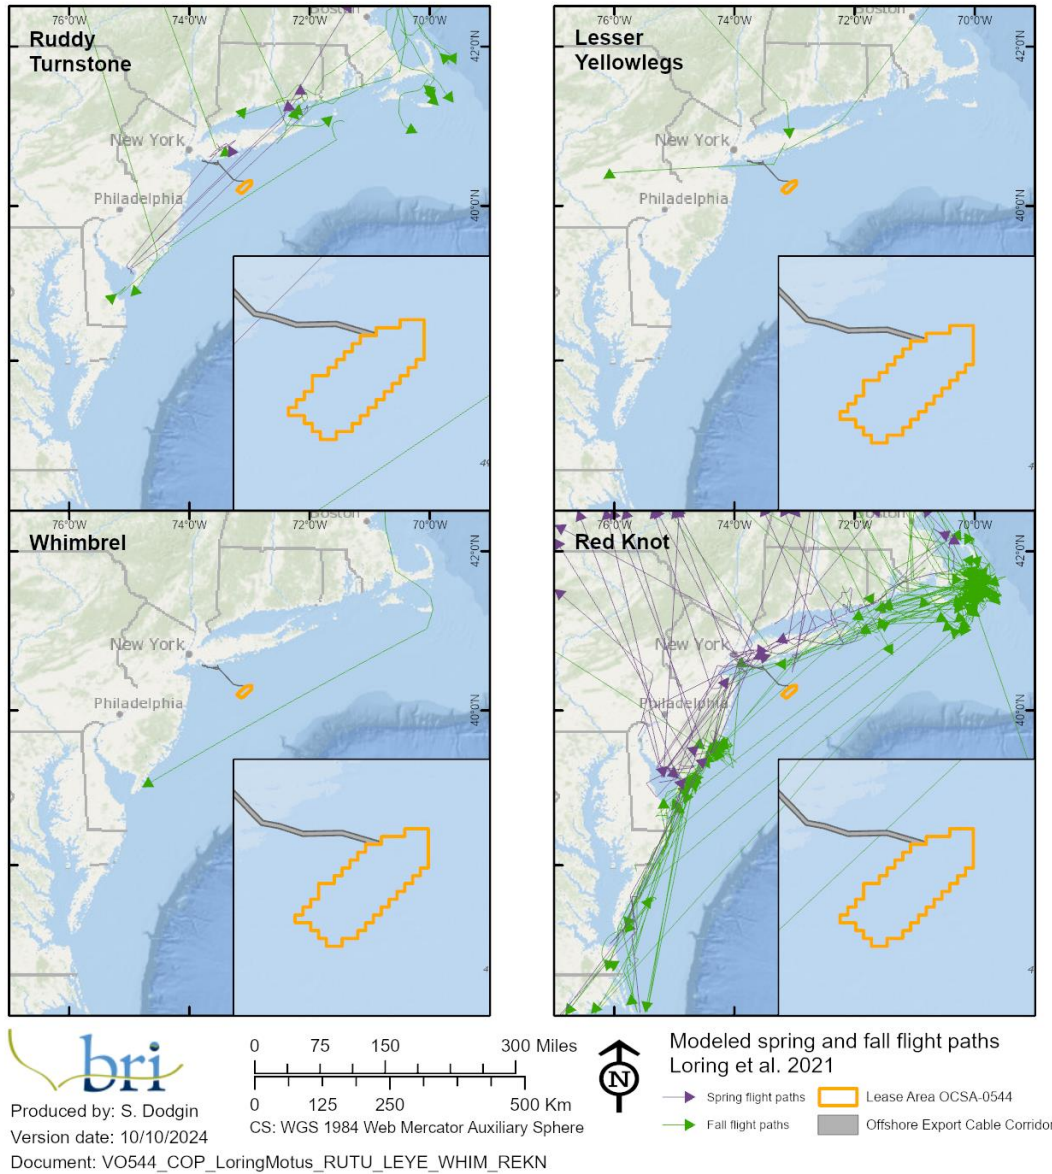 76°0'W 74°0'W 72°0'W 70°0'W
Boston
Ruddy
Turnstone
42°0'N
New York
Philadelphia
40°0'N
76°0'W 74°0'W 72°0'W 70°0'W
Boston
Lesser
Yellowlegs
42°0'N
New York
Philadelphia
40°0'N
76°0'W 74°0'W 72°0'W 70°0'W
Boston
Whimbrel
42°0'N
New York
Philadelphia
40°0'N
76°0'W 74°0'W 72°0'W 70°0'W
Boston
Red Knot
42°0'N
New York
Philadelphia
40°0'N
bri
Produced by: S. Dodgin
Version date: 10/10/2024
Document: VO544_COP_LoringMotus_RUTU_LEYE_WHIM_REKN
0 75 150 300 Miles
0 125 250 500 Km
CS: WGS 1984 Web Mercator Auxiliary Sphere
N
Modeled spring and fall flight paths
Loring et al. 2021
Spring flight paths
Lease Area OCSA-0544
Fall flight paths
Offshore Export Cable Corridor